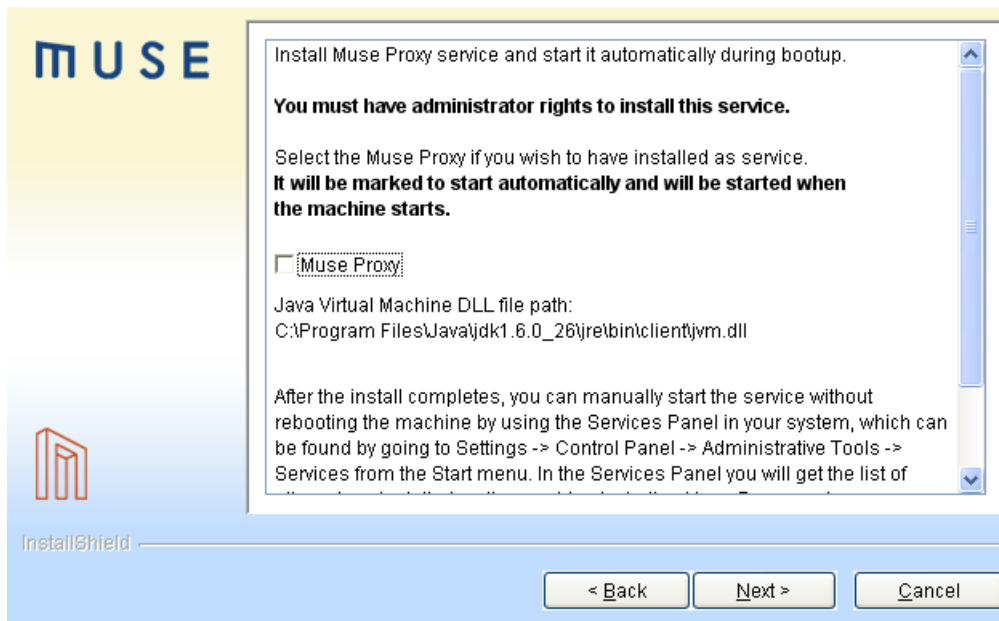 MUSE
Install Muse Proxy service and start it automatically during bootup.
You must have administrator rights to install this service.
Select the Muse Proxy if you wish to have installed as service.
It will be marked to start automatically and will be started when
the machine starts.
Muse Proxy
Java Virtual Machine DLL file path:
C:\Program Files\Java\jdk1.6.0_26\jre\bin\client\jvm.dll
After the install completes, you can manually start the service without
rebooting the machine by using the Services Panel in your system, which can
be found by going to Settings -> Control Panel -> Administrative Tools ->
Services from the Start menu. In the Services Panel you will get the list of
InstallShield
< Back
Next >
Cancel